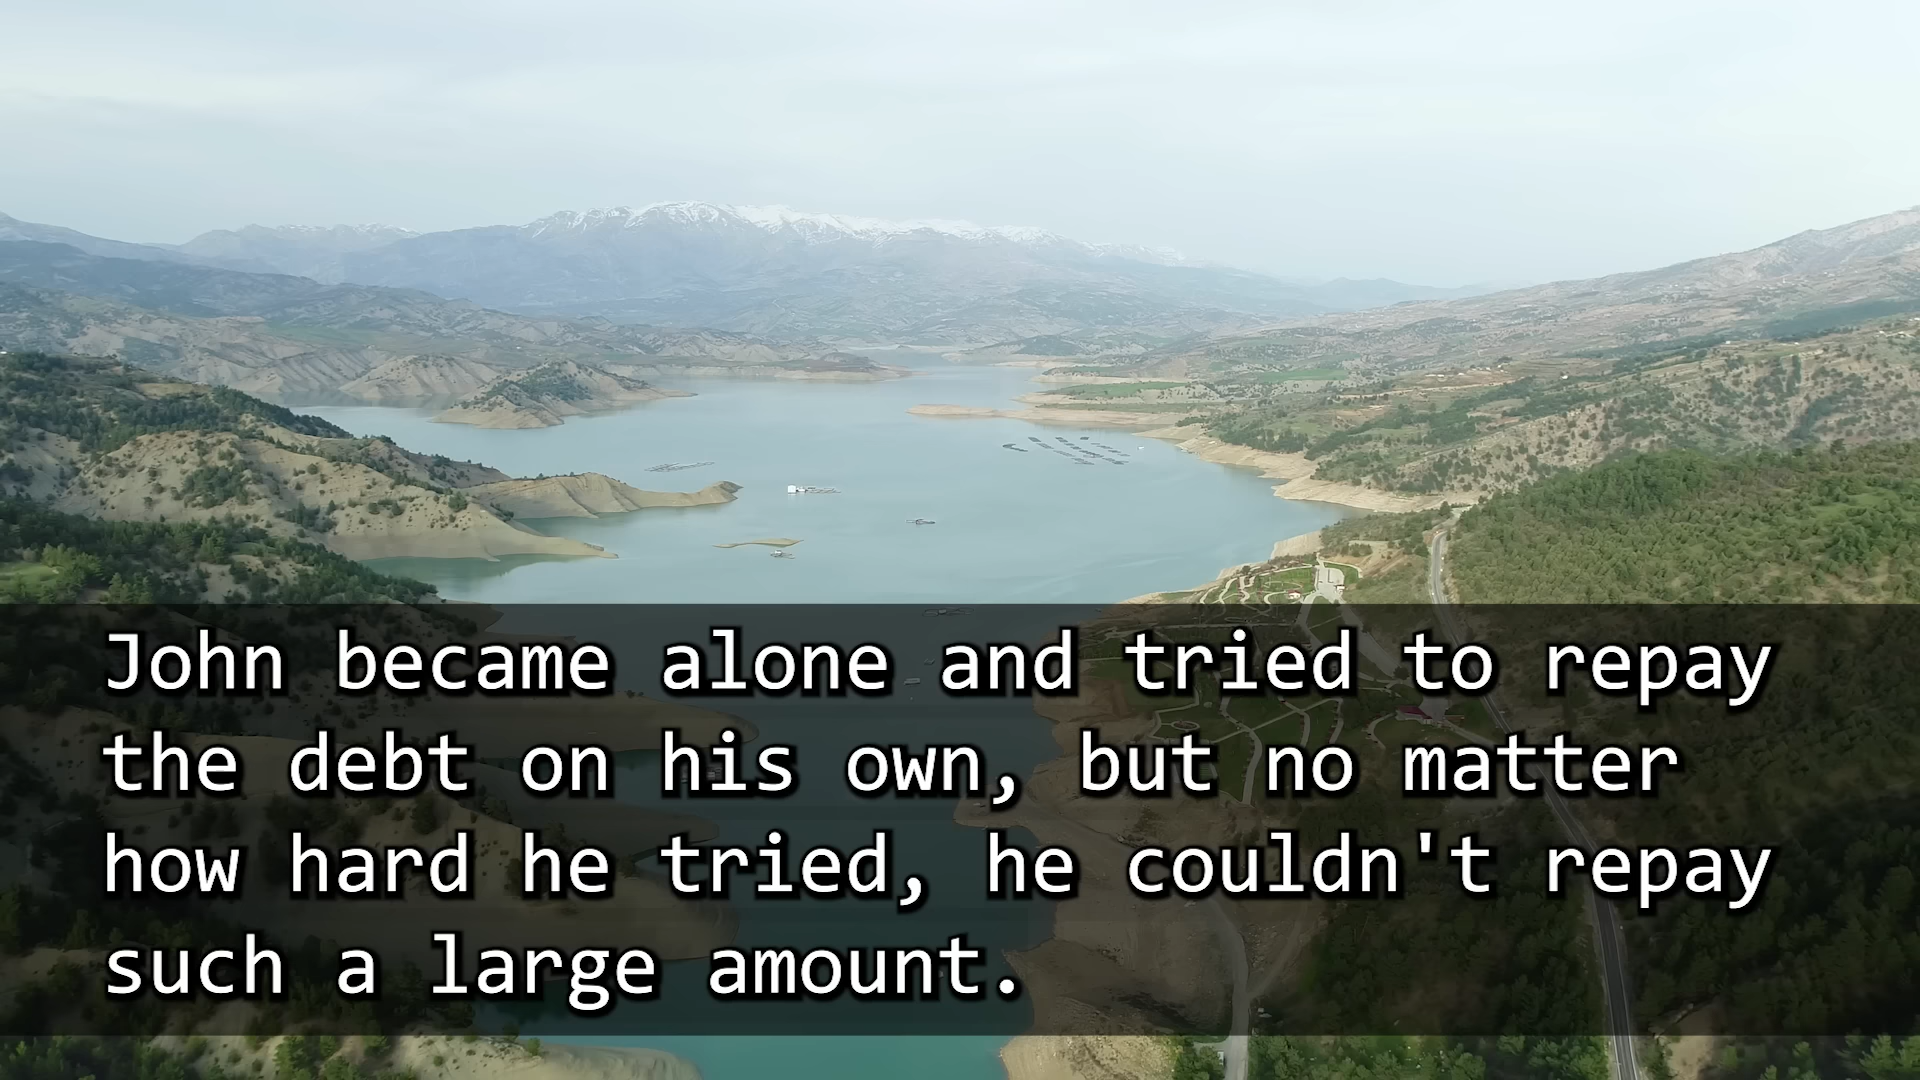 John became alone and tried to repay
the debt on his own, but no matter
how hard he tried, he couldn't repay
such a large amount.